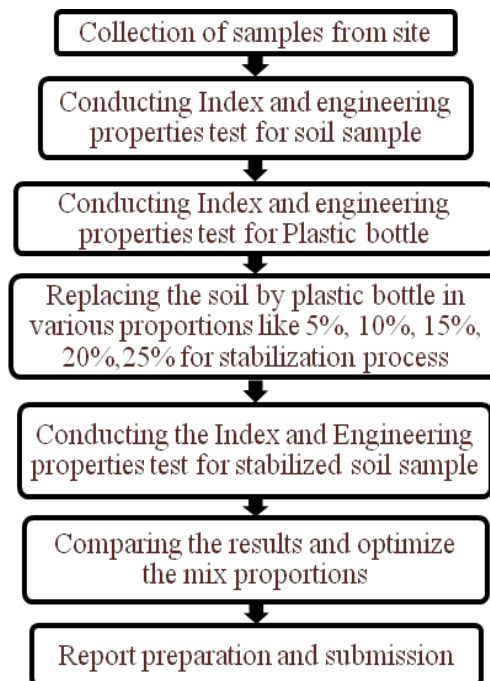 Collection of samples from site
Conducting Index and engineering
properties test for soil sample
Conducting Index and engineering
properties test for Plastic bottle
Replacing the soil by plastic bottle in
various proportions like 5%, 10%, 15%,
20%,25% for stabilization process
Conducting the Index and Engineering
properties test for stabilized soil sample
Comparing the results and optimize
the mix proportions
Report preparation and submission